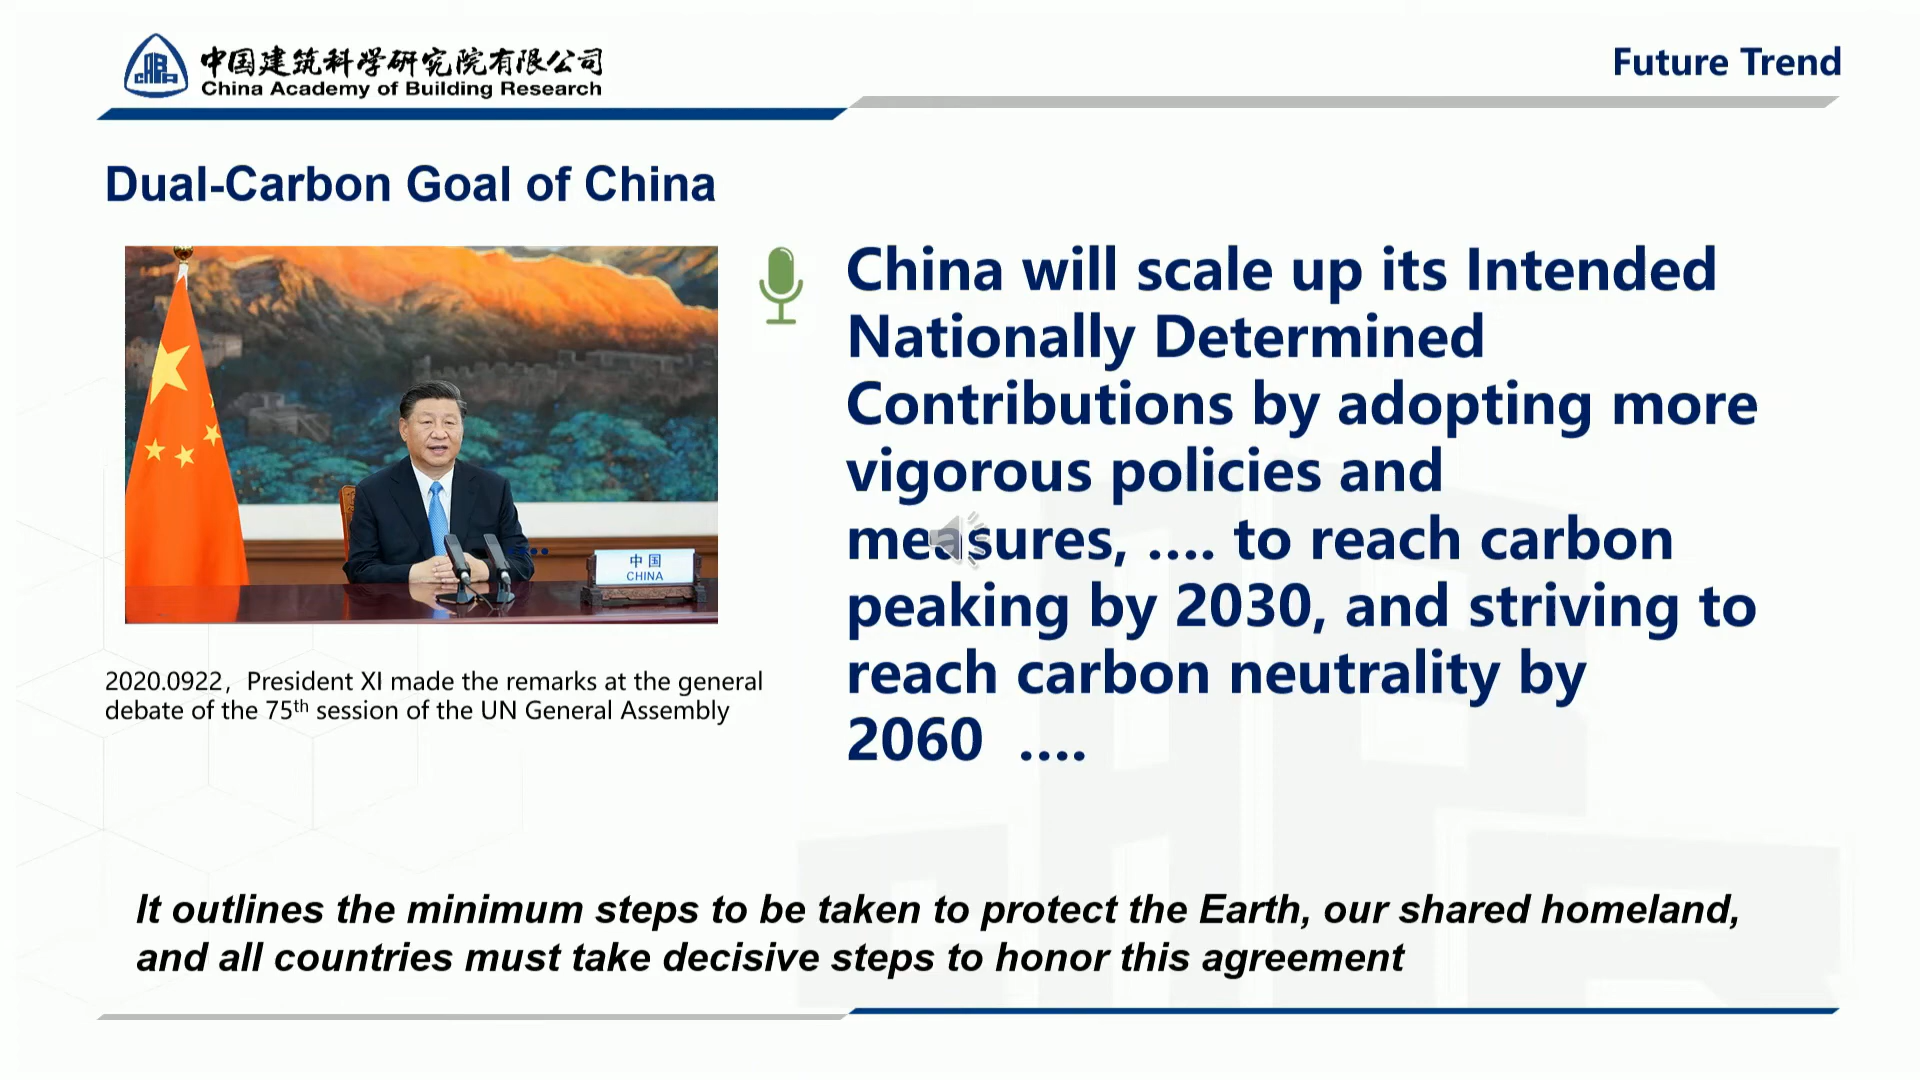 中国建筑科学研究院有限公司
China Academy of Building Research
Future Trend
Dual-Carbon Goal of China
中国
CHINA
2020.0922，President XI made the remarks at the general
debate of the 75th session of the UN General Assembly
China will scale up its Intended
Nationally Determined
Contributions by adopting more
vigorous policies and
measures, .... to reach carbon
peaking by 2030, and striving to
reach carbon neutrality by
2060 ....
It outlines the minimum steps to be taken to protect the Earth, our shared homeland,
and all countries must take decisive steps to honor this agreement